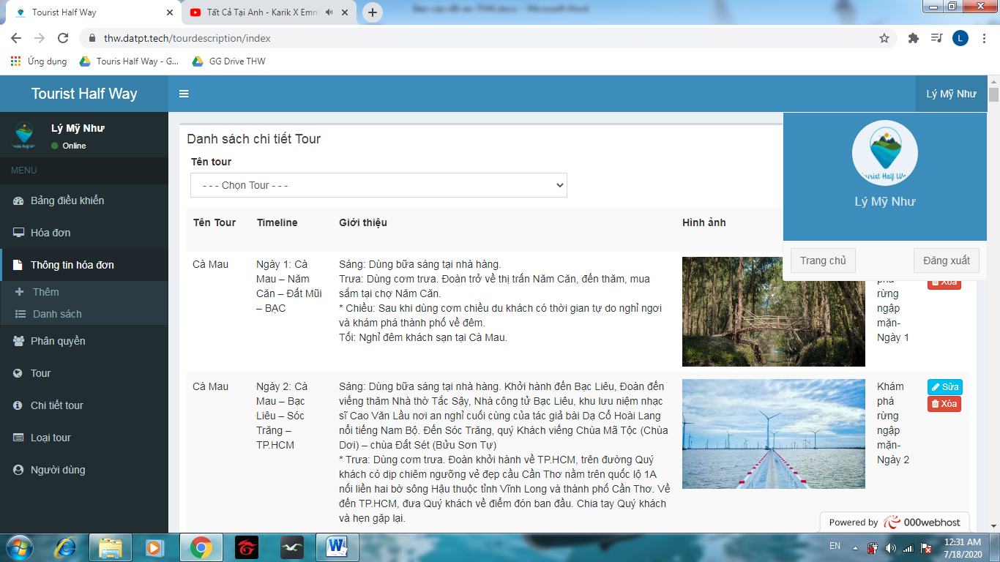 Tourist Half Way
Tất Cả Tại Anh - Karik X Emm
thw.datpt.tech/tourdescription/index
Ứng dụng
Touris Half Way - G...
GG Drive THW
L
Tourist Half Way
Lý Mỹ Như
Lý Mỹ Như
Online
MENU
Bảng điều khiển
Hóa đơn
Thông tin hóa đơn
Thêm
Danh sách
Phân quyền
Tour
Chi tiết tour
Loại tour
Người dùng
Lý Mỹ Như
Trang chủ
Đăng xuất
Danh sách chi tiết Tour
Tên tour
- - - Chọn Tour - - -
Tên Tour
Timeline
Giới thiệu
Hình ảnh
Cà Mau
Ngày 1: Cà
Mau – Năm
Căn – Đất Mũi
– BẠC
Sáng: Dùng bữa sáng tại nhà hàng.
Trưa: Dùng cơm trưa. Đoàn trở về thị trấn Năm Căn, đến thăm, mua
sắm tại chợ Năm Căn.
* Chiều: Sau khi dùng cơm chiều du khách có thời gian tự do nghỉ ngơi
và khám phá thành phố về đêm.
Tối: Nghỉ đêm khách sạn tại Cà Mau.
phá
rừng
ngập
mặn-
Ngày 1
Xóa
Cà Mau
Ngày 2: Cà
Mau – Bạc
Liêu – Sóc
Trăng –
TP.HCM
Sáng: Dùng bữa sáng tại nhà hàng. Khởi hành đến Bạc Liêu, Đoàn đến
viếng thăm Nhà thờ Tắc Sậy, Nhà công tử Bạc Liêu, khu lưu niệm nhạc
sĩ Cao Văn Lầu nơi an nghỉ cuối cùng của tác giả bài Dạ Cổ Hoài Lang
nổi tiếng Nam Bộ. Đến Sóc Trăng, quý Khách viếng Chùa Mã Tộc (Chùa
Dơi) – chùa Đất Sét (Bửu Sơn Tự)
* Trưa: Dùng cơm trưa. Đoàn khởi hành về TP.HCM, trên đường Quý
khách có dịp chiêm ngưỡng vẻ đẹp cầu Cần Thơ nằm trên quốc lộ 1A
nối liền hai bờ sông Hậu thuộc tỉnh Vĩnh Long và thành phố Cần Thơ. Về
đến TP.HCM, đưa Quý khách về điểm đón ban đầu. Chia tay Quý khách
và hẹn gặp lại.
Khám
phá
rừng
ngập
mặn-
Ngày 2
Sửa
Xóa
Powered by 000webhost
EN
12:31 AM
7/18/2020